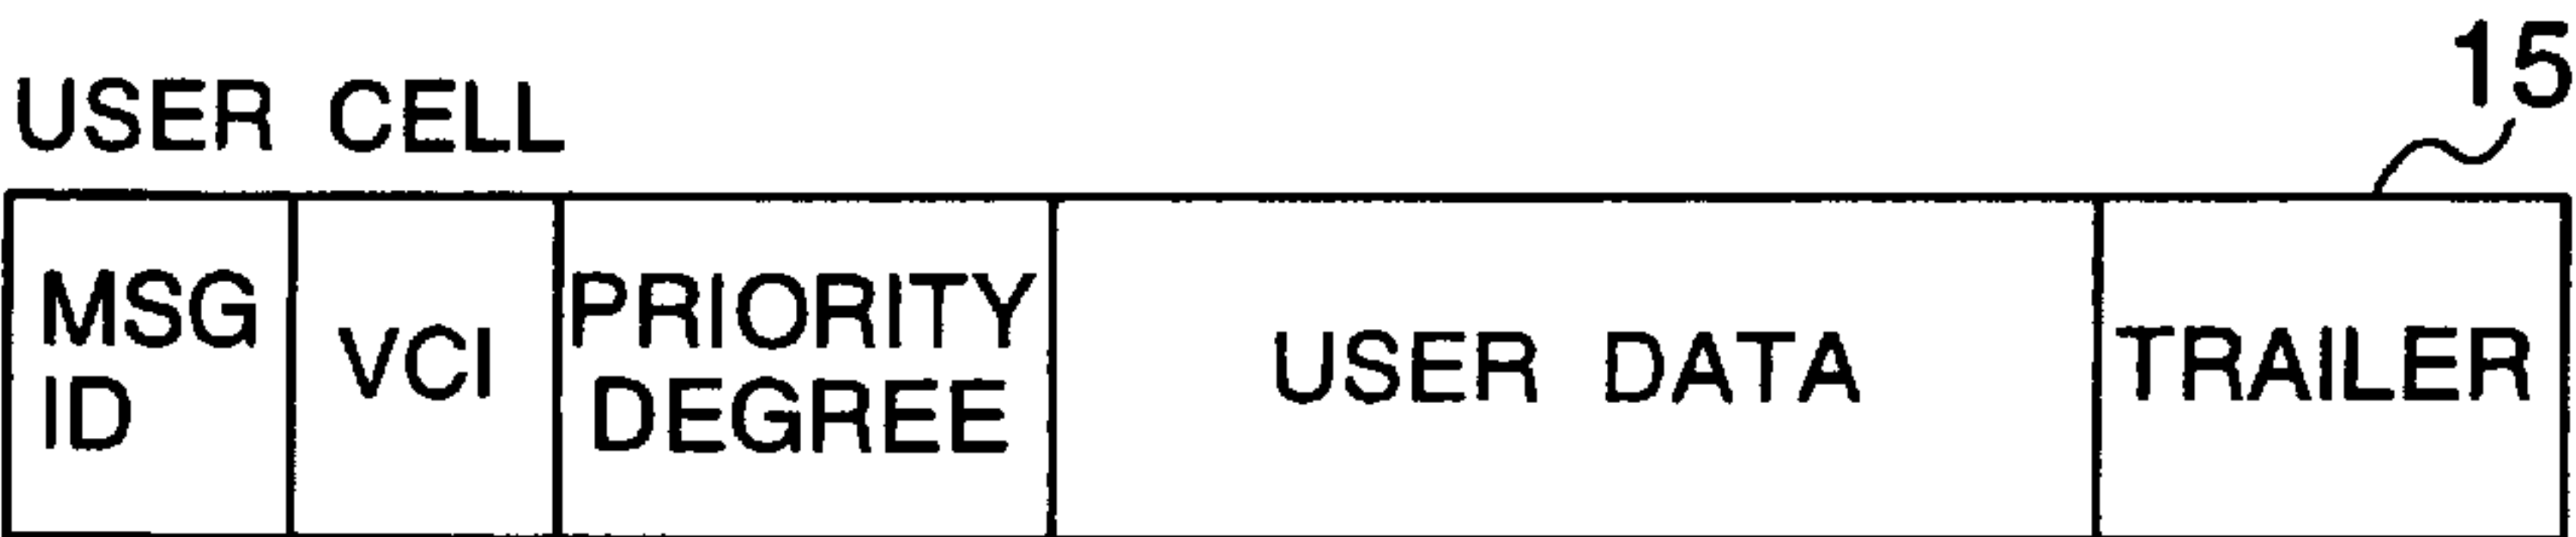 15
USER CELL
MSG
ID
VCI
PRIORITY
DEGREE
USER DATA
TRAILER